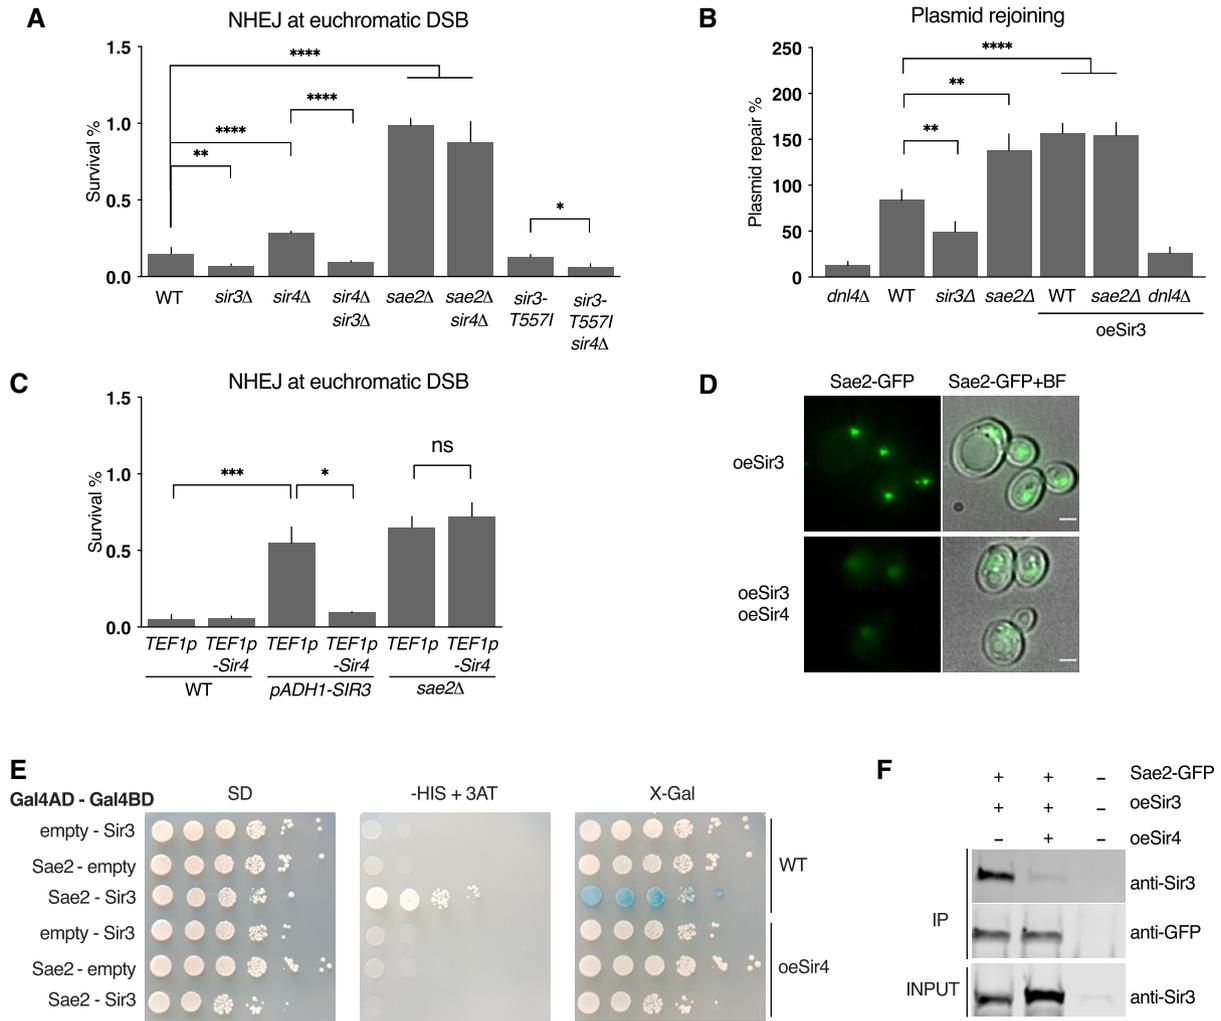 A
NHEJ at euchromatic DSB
Survival %
1.5
1.0
0.5
0.0
****
****
**
****
*
WT
sir3Δ
sir4Δ
sir4Δ
sir3Δ
sae2Δ
sae2Δ
sir4Δ
sir3-
T557I
sir3-
T557I
sir4Δ
B
Plasmid rejoining
Plasmid repair %
250
200
150
100
50
0
****
**
**
dnl4Δ
WT
sir3Δ
sae2Δ
WT
sae2Δ
dnl4Δ
oeSir3
C
NHEJ at euchromatic DSB
Survival %
1.5
1.0
0.5
0.0
***
*
ns
TEF1p
TEF1p
-Sir4
TEF1p
TEF1p
-Sir4
TEF1p
TEF1p
-Sir4
WT
pADH1-SIR3
sae2Δ
D
Sae2-GFP
Sae2-GFP+BF
oeSir3
oeSir3
oeSir4
E
Gal4AD - Gal4BD
SD
-HIS + 3AT
X-Gal
empty - Sir3
Sae2 - empty
Sae2 - Sir3
empty - Sir3
Sae2 - empty
Sae2 - Sir3
WT
oeSir4
F
+ + – Sae2-GFP
+ + – oeSir3
– + – oeSir4
IP
anti-Sir3
anti-GFP
INPUT
anti-Sir3